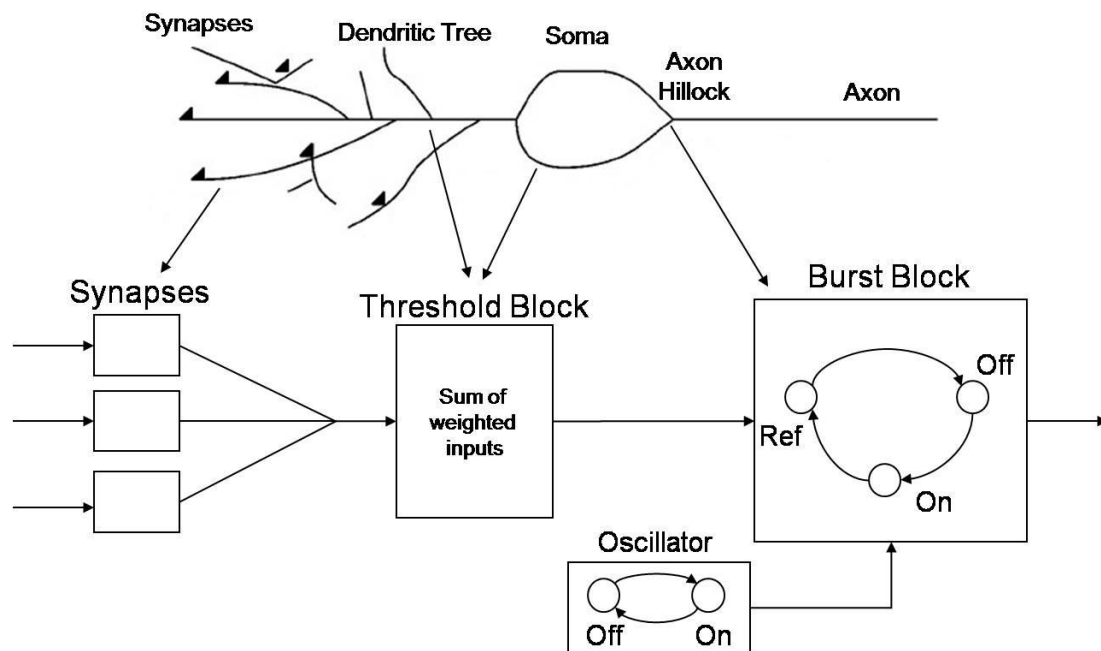 Synapses
Dendritic Tree
Soma
Axon
Hillock
Axon
Synapses
Threshold Block
Burst Block
Sum of
weighted
inputs
Off
Ref
On
Oscillator
Off
On